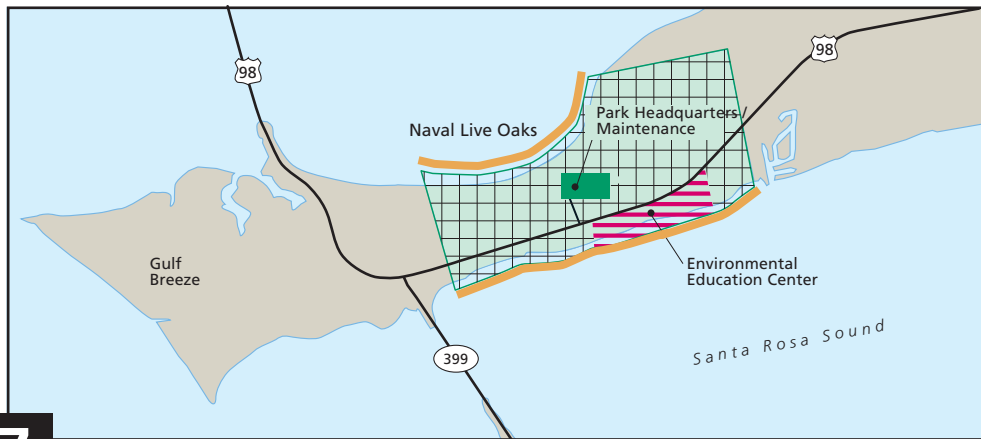 98
98
Naval Live Oaks
Park Headquarters /
Maintenance
Gulf
Breeze
Environmental
Education Center
399
Santa Rosa Sound